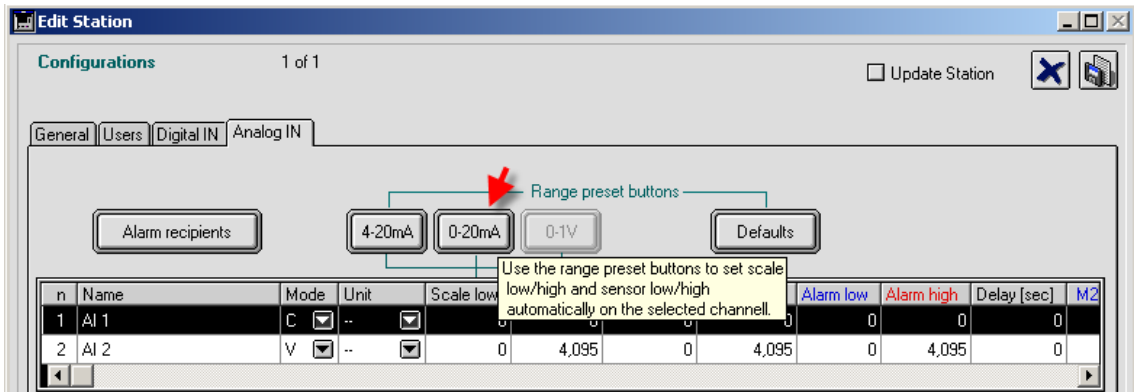 Edit Station
Configurations 1 of 1 Update Station
General Users Digital IN Analog IN
Range preset buttons
Alarm recipients 4-20mA 0-20mA 0-1V Defaults
Use the range preset buttons to set scale
low/high and sensor low/high
automatically on the selected channell.
n Name Mode Unit Scale low Alarm low Alarm high Delay [sec] M2
1 AI 1 C -- 0 0 0 0 0 0 0
2 AI 2 V -- 0 4,095 0 4,095 0 4,095 0